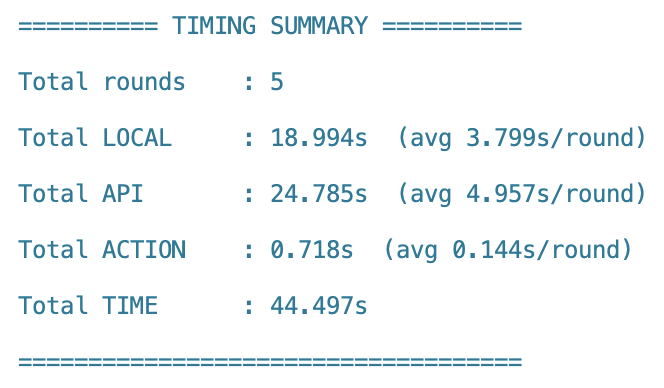 ========== TIMING SUMMARY ==========
Total rounds    : 5
Total LOCAL     : 18.994s  (avg 3.799s/round)
Total API       : 24.785s  (avg 4.957s/round)
Total ACTION    : 0.718s  (avg 0.144s/round)
Total TIME      : 44.497s
====================================